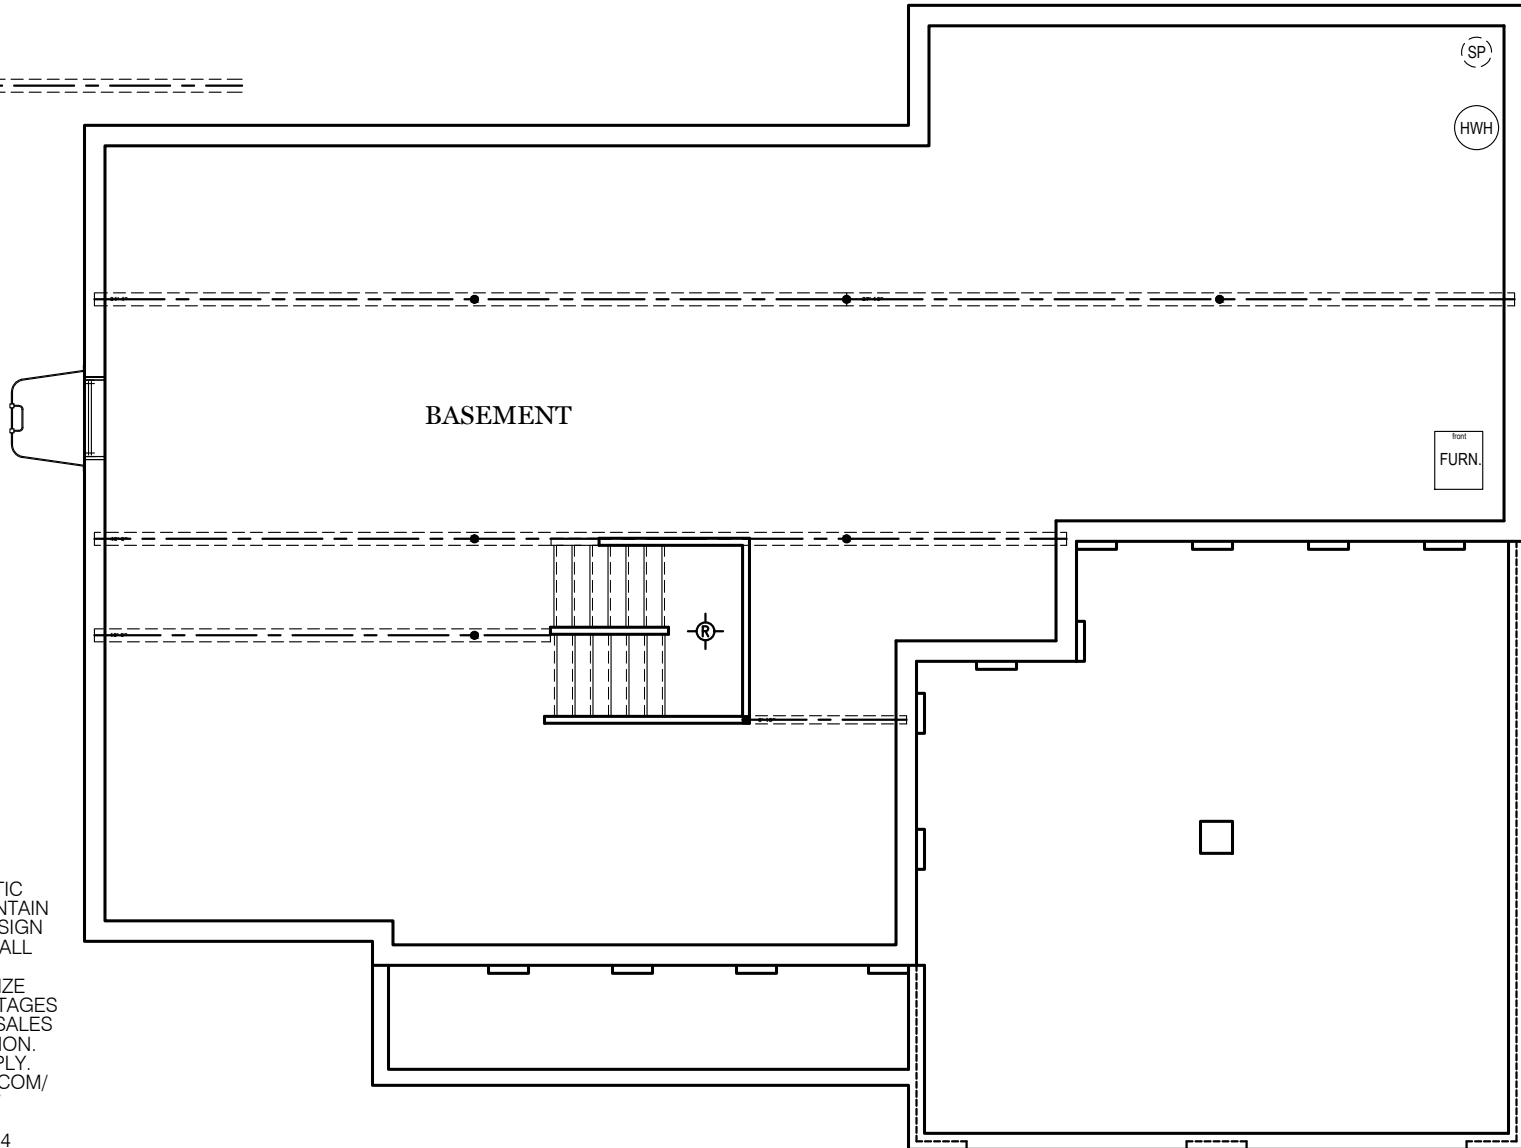 SP
HWH
BASEMENT
front
FURN.
R
TIC
NTAIN
SIGN
ALL
IZE
TAGES
SALES
ION.
PLY.
COM/
4